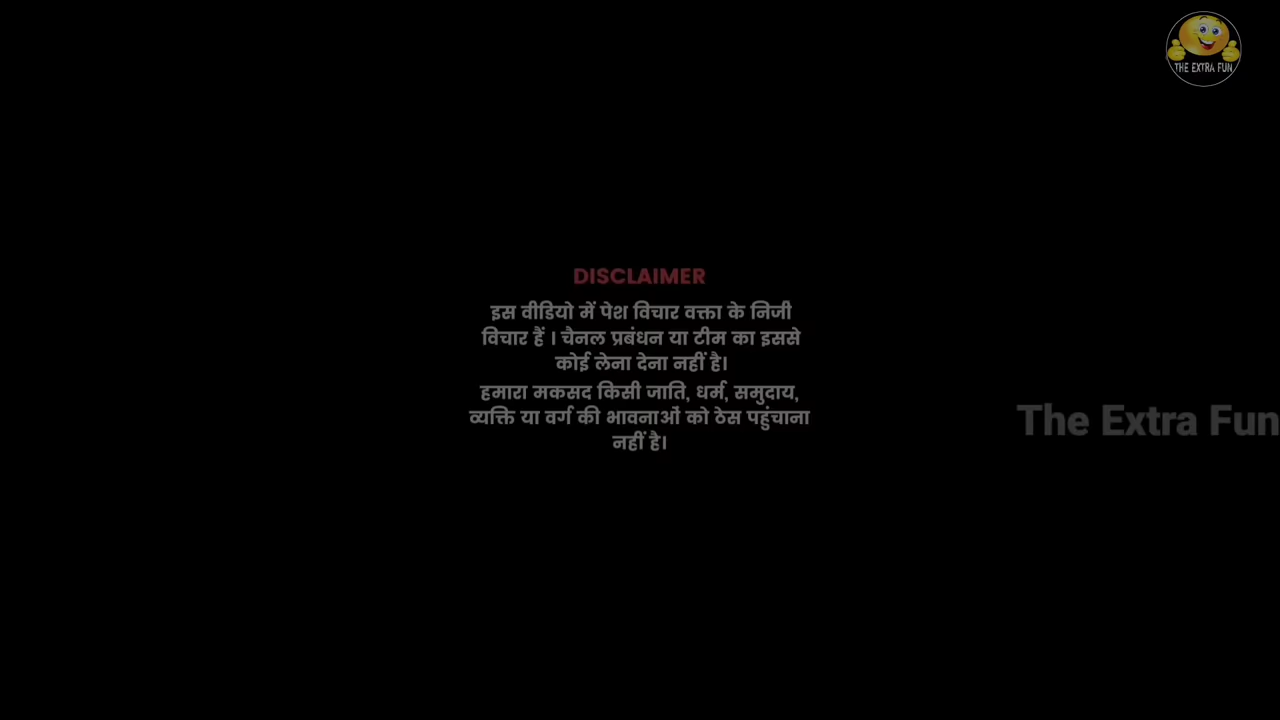 THE EXTRA FUN
DISCLAIMER
इस वीडियो में पेश विचार वक्ता के निजी
विचार हैं । चैनल प्रबंधन या टीम का इससे
कोई लेना देना नहीं है।
हमारा मकसद किसी जाति, धर्म, समुदाय,
व्यक्ति या वर्ग की भावनाओं को ठेस पहुंचाना
नहीं है।
The Extra Fun